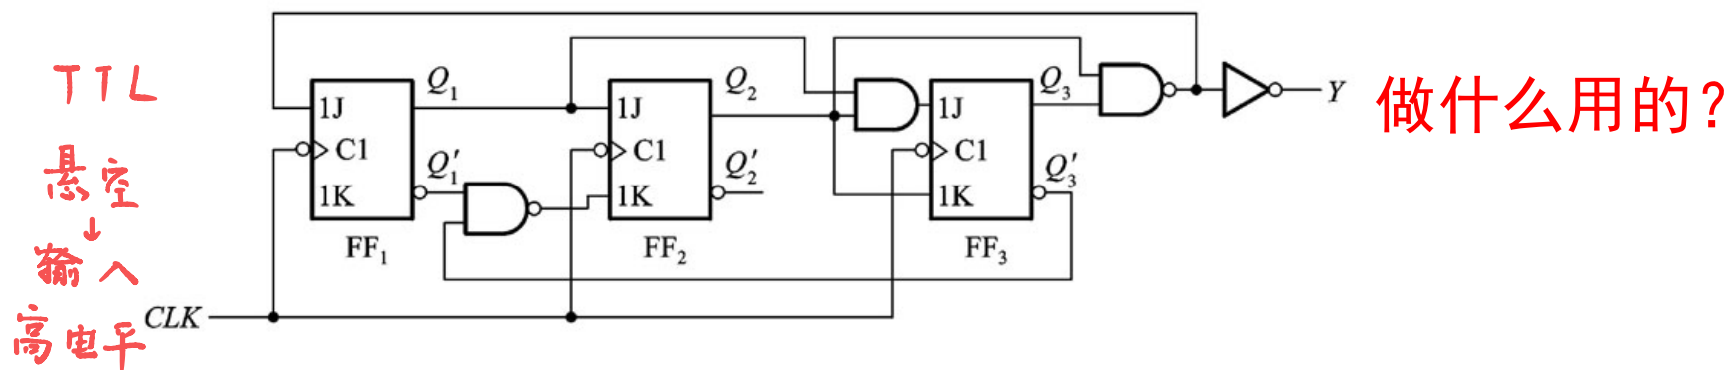 TTL
悬空
↓
输入
高电平
1J
C1
1K
FF₁
Q₁
Q₁′
1J
C1
1K
FF₂
Q₂
Q₂′
1J
C1
1K
FF₃
Q₃
Q₃′
CLK
Y
做什么用的？